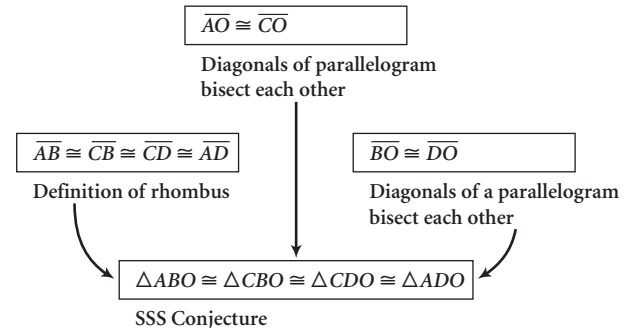 AO ≅ CO
Diagonals of parallelogram
bisect each other
AB ≅ CB ≅ CD ≅ AD
Definition of rhombus
BO ≅ DO
Diagonals of a parallelogram
bisect each other
△ABO ≅ △CBO ≅ △CDO ≅ △ADO
SSS Conjecture